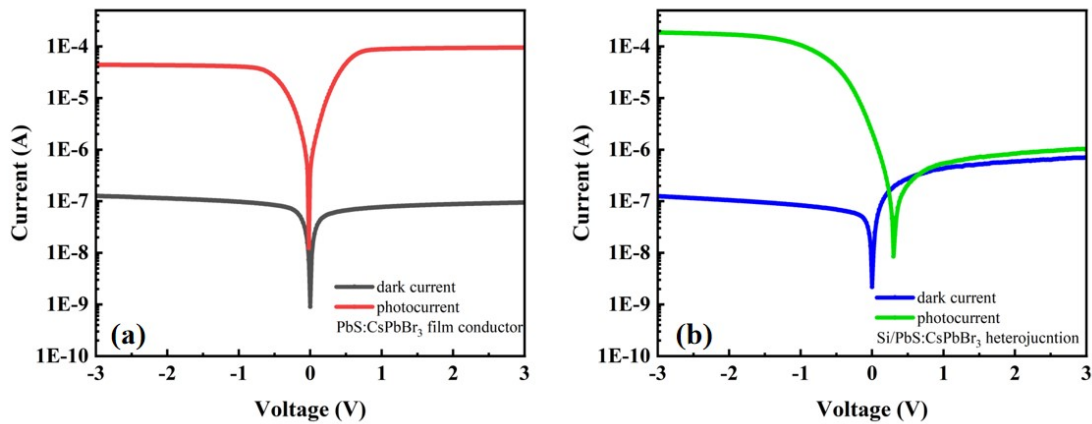 1E-4
1E-5
1E-6
1E-7
1E-8
1E-9
1E-10
Current (A)
dark current
photocurrent
PbS:CsPbBr₃ film conductor
(a)
-3 -2 -1 0 1 2 3
Voltage (V)
1E-4
1E-5
1E-6
1E-7
1E-8
1E-9
1E-10
Current (A)
dark current
photocurrent
Si/PbS:CsPbBr₃ heterojucntion
(b)
-3 -2 -1 0 1 2 3
Voltage (V)